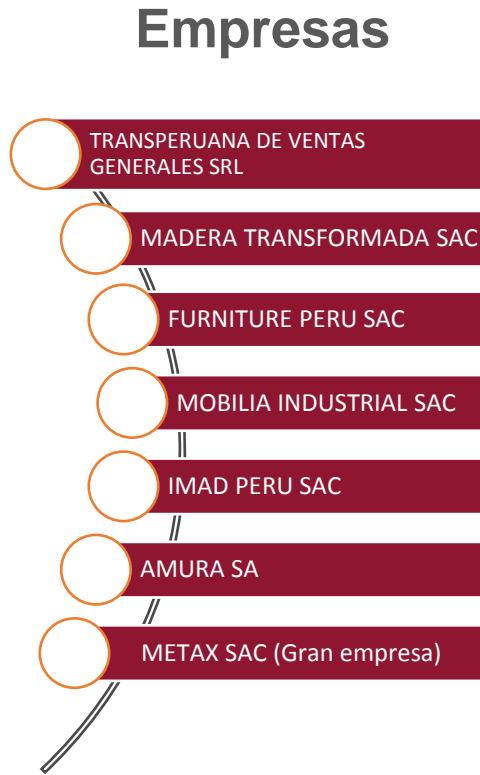 Empresas
TRANSPERUANA DE VENTAS
GENERALES SRL
MADERA TRANSFORMADA SAC
FURNITURE PERU SAC
MOBILIA INDUSTRIAL SAC
IMAD PERU SAC
AMURA SA
METAX SAC (Gran empresa)